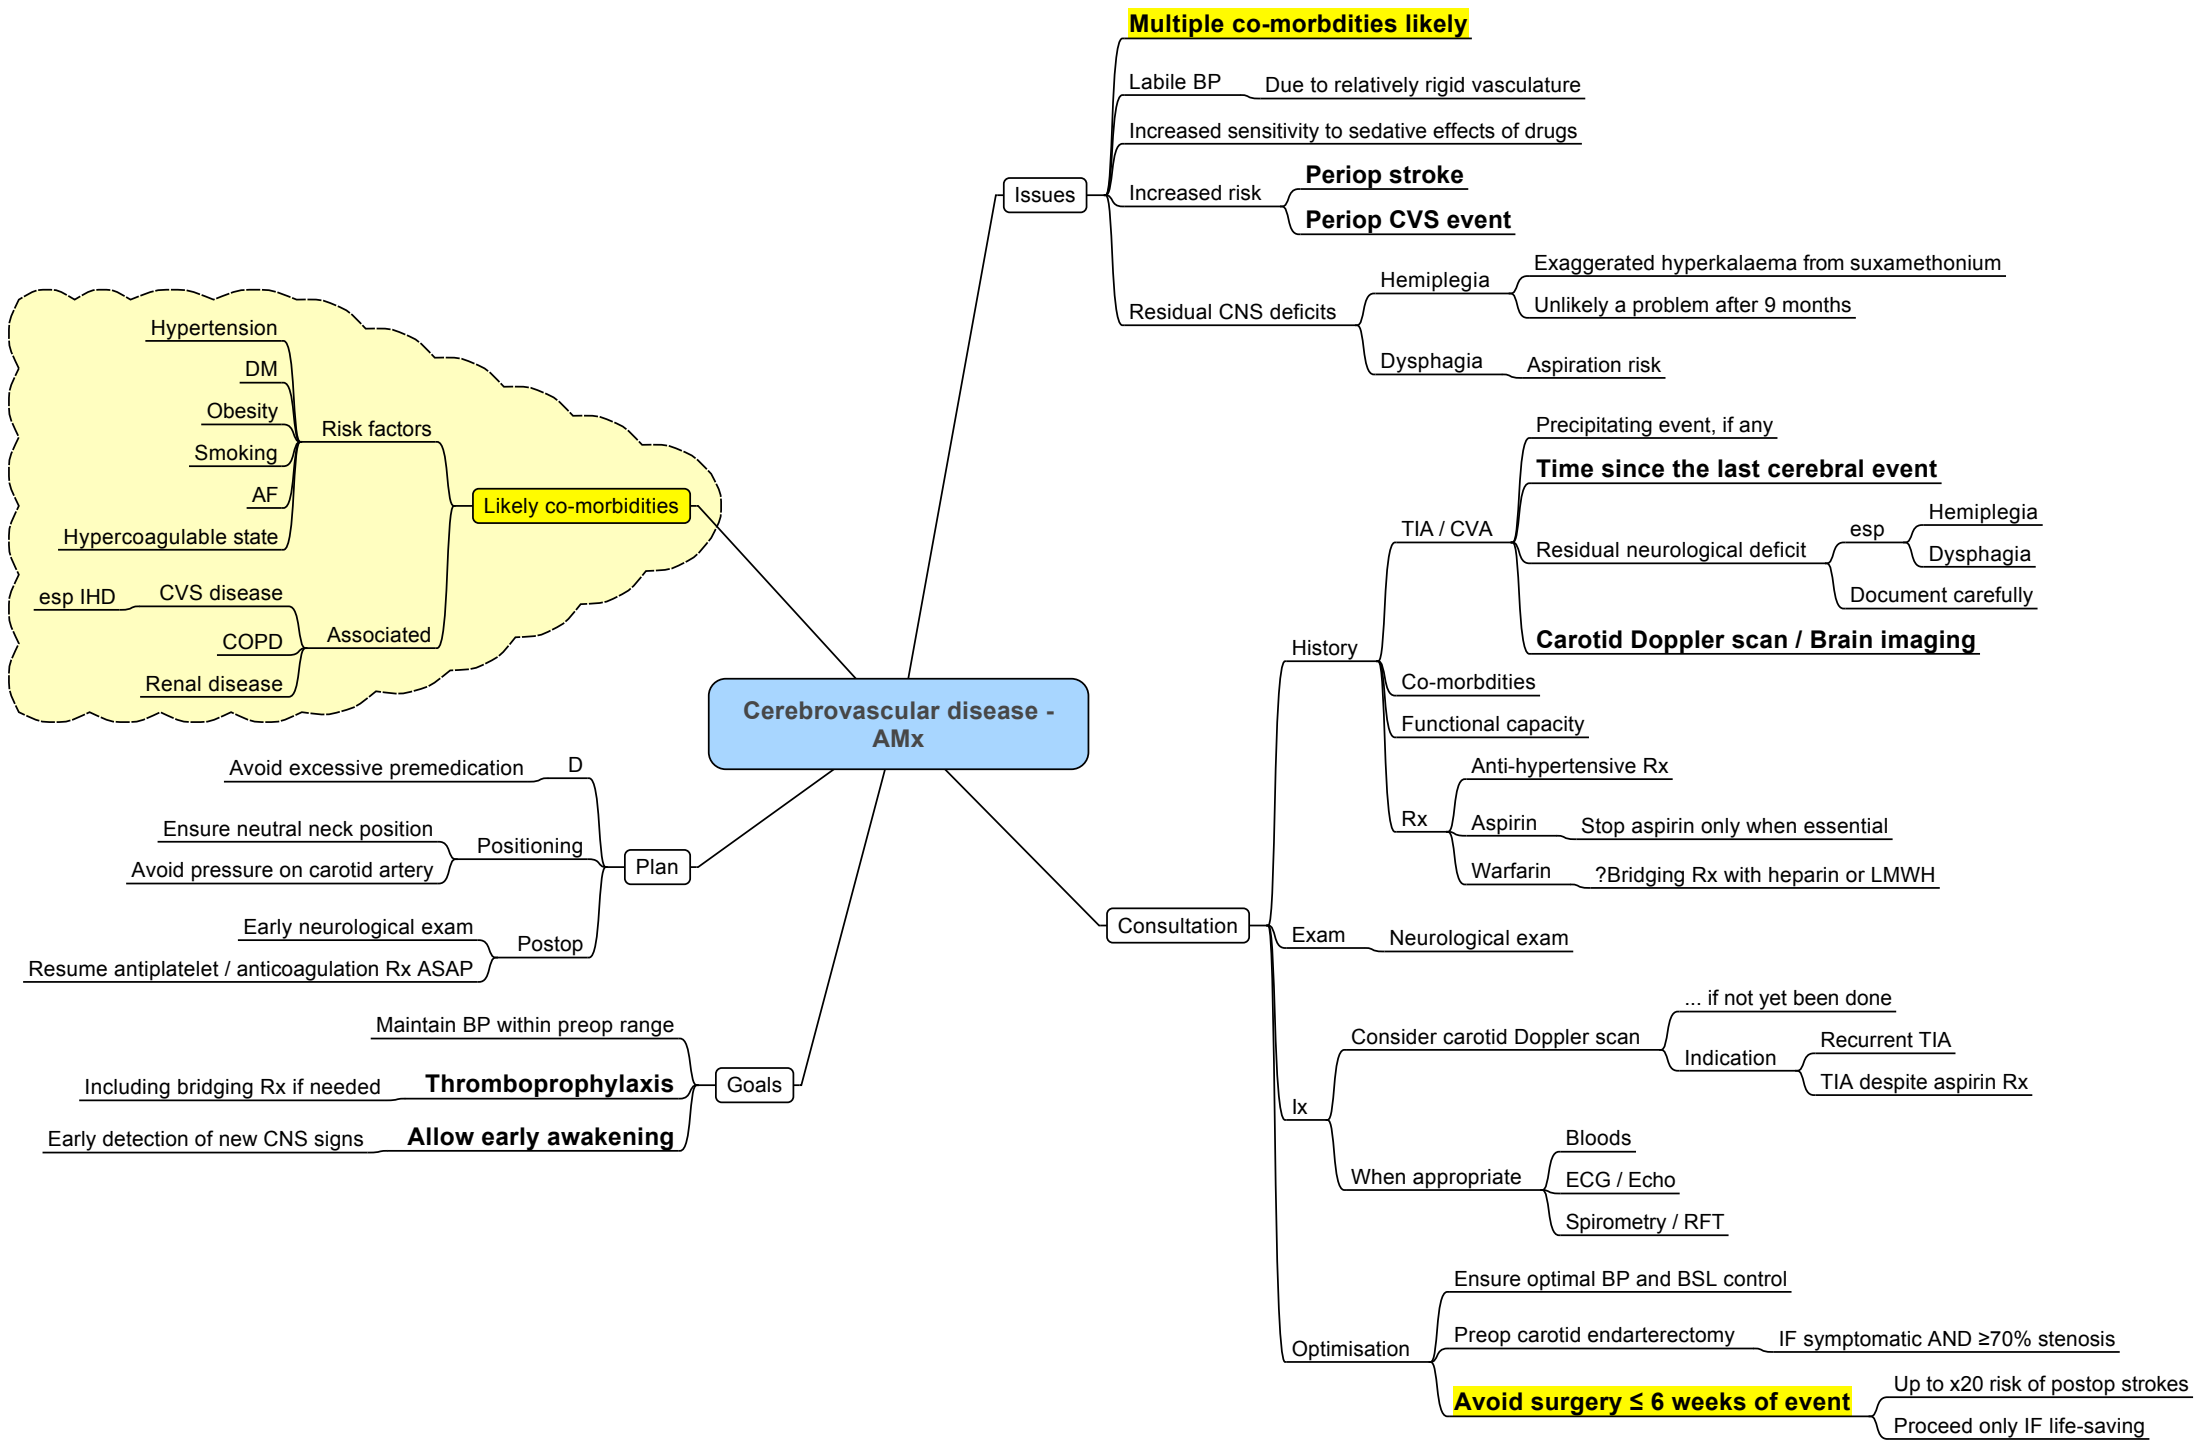 Cerebrovascular disease -
AMx
Issues
Multiple co-morbdities likely
Labile BP
Due to relatively rigid vasculature
Increased sensitivity to sedative effects of drugs
Increased risk
Periop stroke
Periop CVS event
Residual CNS deficits
Hemiplegia
Exaggerated hyperkalaema from suxamethonium
Unlikely a problem after 9 months
Dysphagia
Aspiration risk
Consultation
History
TIA / CVA
Precipitating event, if any
Time since the last cerebral event
Residual neurological deficit
esp
Hemiplegia
Dysphagia
Document carefully
Carotid Doppler scan / Brain imaging
Co-morbdities
Functional capacity
Rx
Anti-hypertensive Rx
Aspirin
Stop aspirin only when essential
Warfarin
?Bridging Rx with heparin or LMWH
Exam
Neurological exam
Ix
Consider carotid Doppler scan
... if not yet been done
Indication
Recurrent TIA
TIA despite aspirin Rx
When appropriate
Bloods
ECG / Echo
Spirometry / RFT
Optimisation
Ensure optimal BP and BSL control
Preop carotid endarterectomy
IF symptomatic AND ≥70% stenosis
Avoid surgery ≤ 6 weeks of event
Up to x20 risk of postop strokes
Proceed only IF life-saving
Likely co-morbidities
Risk factors
Hypertension
DM
Obesity
Smoking
AF
Hypercoagulable state
Associated
CVS disease
esp IHD
COPD
Renal disease
Plan
D
Avoid excessive premedication
Positioning
Ensure neutral neck position
Avoid pressure on carotid artery
Postop
Early neurological exam
Resume antiplatelet / anticoagulation Rx ASAP
Goals
Maintain BP within preop range
Thromboprophylaxis
Including bridging Rx if needed
Allow early awakening
Early detection of new CNS signs